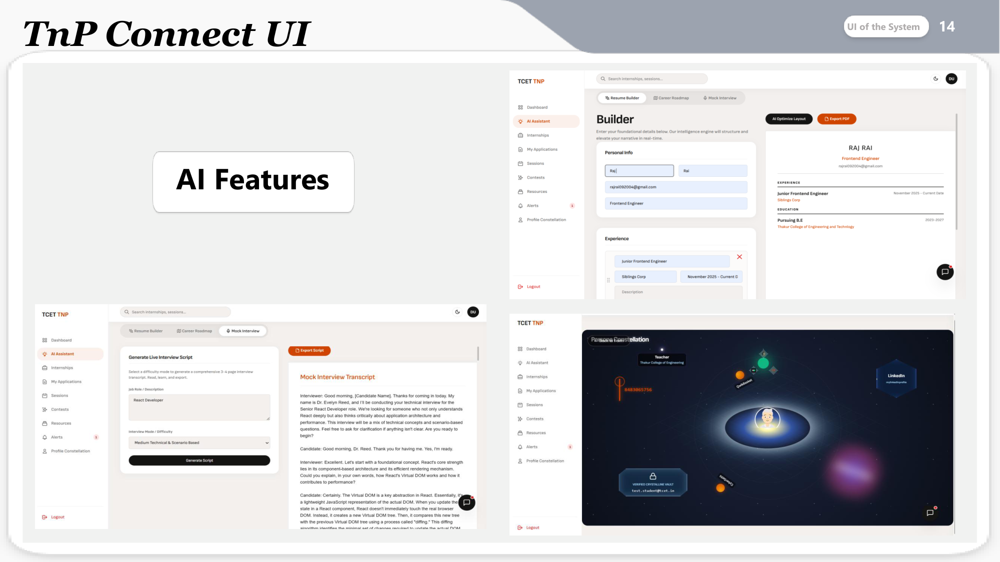 TnP Connect UI
UI of the System
14
AI Features
TCET TNP
Search internships, sessions...
DU
Dashboard
AI Assistant
Internships
My Applications
Sessions
Contests
Resources
Alerts
1
Profile Constellation
Logout
Resume Builder
Career Roadmap
Mock Interview
Builder
Enter your foundational details below. Our intelligence engine will structure and
elevate your narrative in real-time.
Personal Info
Raj
Rai
rajrai092004@gmail.com
Frontend Engineer
Experience
Junior Frontend Engineer
Siblings Corp
November 2025 - Current D
Description
AI Optimize Layout
Export PDF
RAJ RAI
Frontend Engineer
rajrai092004@gmail.com
EXPERIENCE
Junior Frontend Engineer
November 2025 - Current Date
Siblings Corp
EDUCATION
Pursuing B.E
2023-2027
Thakur College of Engineering and Technlogy
TCET TNP
Search internships, sessions...
DU
Dashboard
AI Assistant
Internships
My Applications
Sessions
Contests
Resources
Alerts
1
Profile Constellation
Logout
Resume Builder
Career Roadmap
Mock Interview
Generate Live Interview Script
Select a difficulty mode to generate a comprehensive 3-4 page interview
transcript. Read, learn, and export.
Job Role / Description
React Developer
Interview Mode / Difficulty
Medium Technical & Scenario Based
Generate Script
Export Script
Mock Interview Transcript
Interviewer: Good morning, [Candidate Name]. Thanks for coming in today. My
name is Dr. Evelyn Reed, and I'll be conducting your technical interview for the
Senior React Developer role. We're looking for someone who not only understands
React deeply but also thinks critically about application architecture and
performance. This interview will be a mix of technical concepts and scenario-based
questions. Feel free to ask for clarification if anything isn't clear. Are you ready to
begin?
Candidate: Good morning, Dr. Reed. Thank you for having me. Yes, I'm ready.
Interviewer: Excellent. Let's start with a foundational concept. React's core strength
lies in its component-based architecture and its efficient rendering mechanism.
Could you explain, in your own words, how React's Virtual DOM works and how it
contributes to performance?
Candidate: Certainly. The Virtual DOM is a key abstraction in React. Essentially, it's
a lightweight JavaScript representation of the actual DOM. When you update the
state in a React component, React doesn't immediately touch the real browser
DOM. Instead, it creates a new Virtual DOM tree. Then, it compares this new tree
with the previous Virtual DOM tree using a process called "diffing." This diffing
algorithm identifies the minimal set of changes required to update the actual DOM
TCET TNP
Dashboard
AI Assistant
Internships
My Applications
Sessions
Contests
Resources
Alerts
1
Profile Constellation
Logout
Persona Constellation
Back to Form
Teacher
Thakur College of Engineering
8483065756
QwikBasket
LinkedIn
mylinkedinprofile
VERIFIED CRYSTALLINE VAULT
test.student@tcet.in